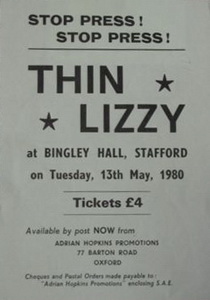 STOP PRESS!
STOP PRESS!
THIN ★
★ LIZZY
at BINGLEY HALL, STAFFORD
on Tuesday, 13th May, 1980
Tickets £4
Available by post NOW from
ADRIAN HOPKINS PROMOTIONS
77 BARTON ROAD
OXFORD
Cheques and Postal Orders made payable to:
"Adrian Hopkins Promotions" enclosing S.A.E.